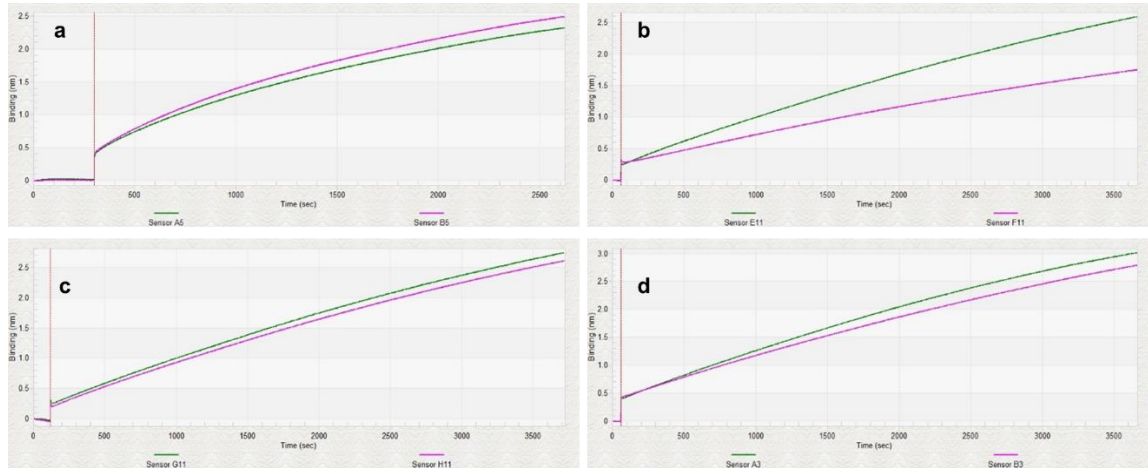 a
Binding (nm)
2.5
2.0
1.5
1.0
0.5
0
0 500 1000 1500 2000 2500
Time (sec)
Sensor A5 Sensor B5
b
Binding (nm)
2.5
2.0
1.5
1.0
0.5
0
0 500 1000 1500 2000 2500 3000 3500
Time (sec)
Sensor E11 Sensor F11
c
Binding (nm)
2.5
2.0
1.5
1.0
0.5
0
0 500 1000 1500 2000 2500 3000 3500
Time (sec)
Sensor G11 Sensor H11
d
Binding (nm)
3.0
2.5
2.0
1.5
1.0
0.5
0
0 500 1000 1500 2000 2500 3000 3500
Time (sec)
Sensor A3 Sensor B3